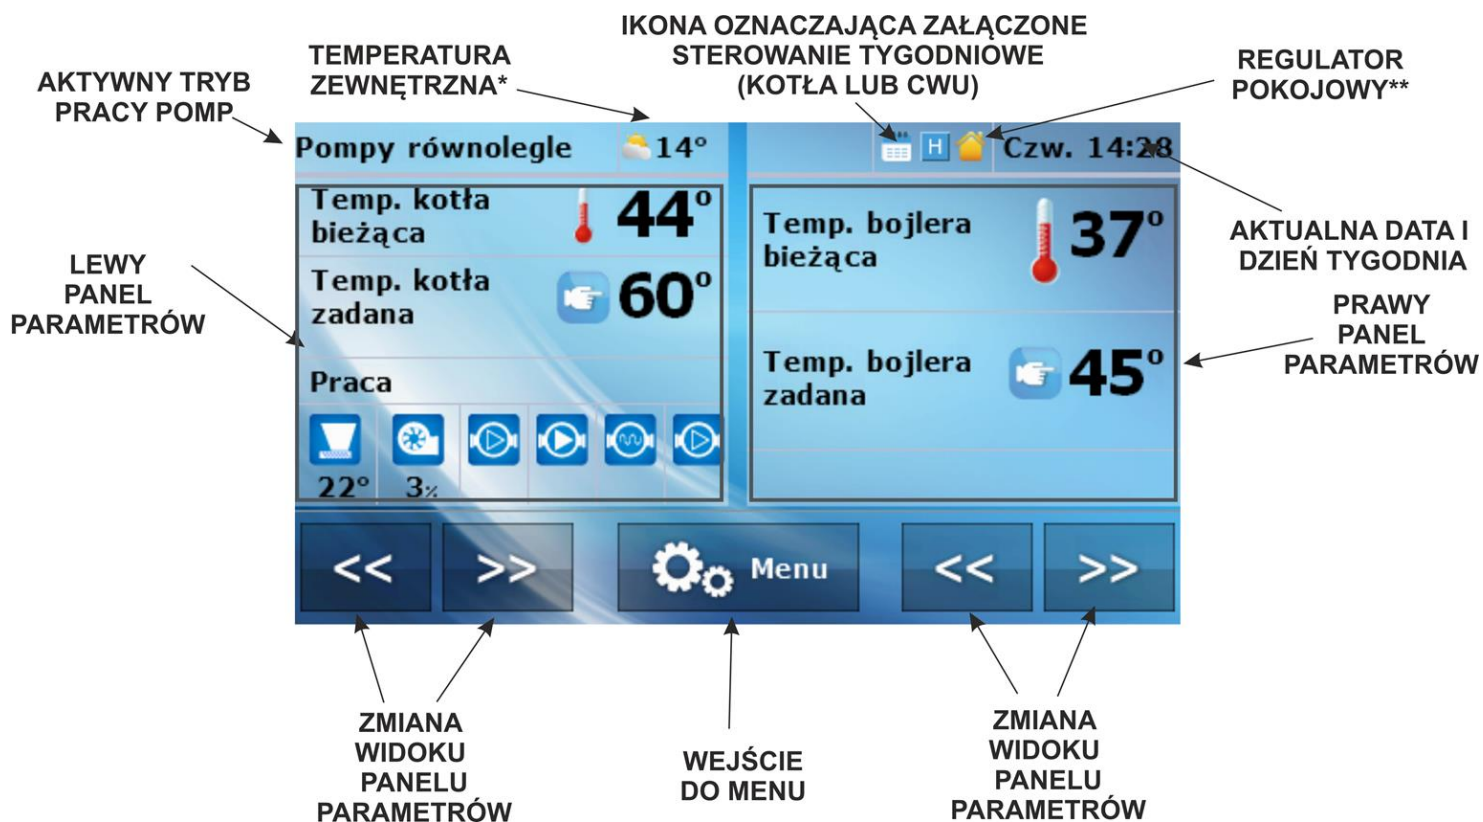 AKTYWNY TRYB
PRACY POMP
TEMPERATURA
ZEWNĘTRZNA*
IKONA OZNACZAJĄCA ZAŁĄCZONE
STEROWANIE TYGODNIOWE
(KOTŁA LUB CWU)
REGULATOR
POKOJOWY**
Pompy równolegle
14°
H
Czw. 14:28
Temp. kotła
bieżąca
44°
Temp. kotła
zadana
60°
Praca
22°
3%
Temp. bojlera
bieżąca
37°
Temp. bojlera
zadana
45°
LEWY
PANEL
PARAMETRÓW
AKTUALNA DATA I
DZIEŃ TYGODNIA
PRAWY
PANEL
PARAMETRÓW
<<
>>
Menu
<<
>>
ZMIANA
WIDOKU
PANELU
PARAMETRÓW
WEJŚCIE
DO MENU
ZMIANA
WIDOKU
PANELU
PARAMETRÓW